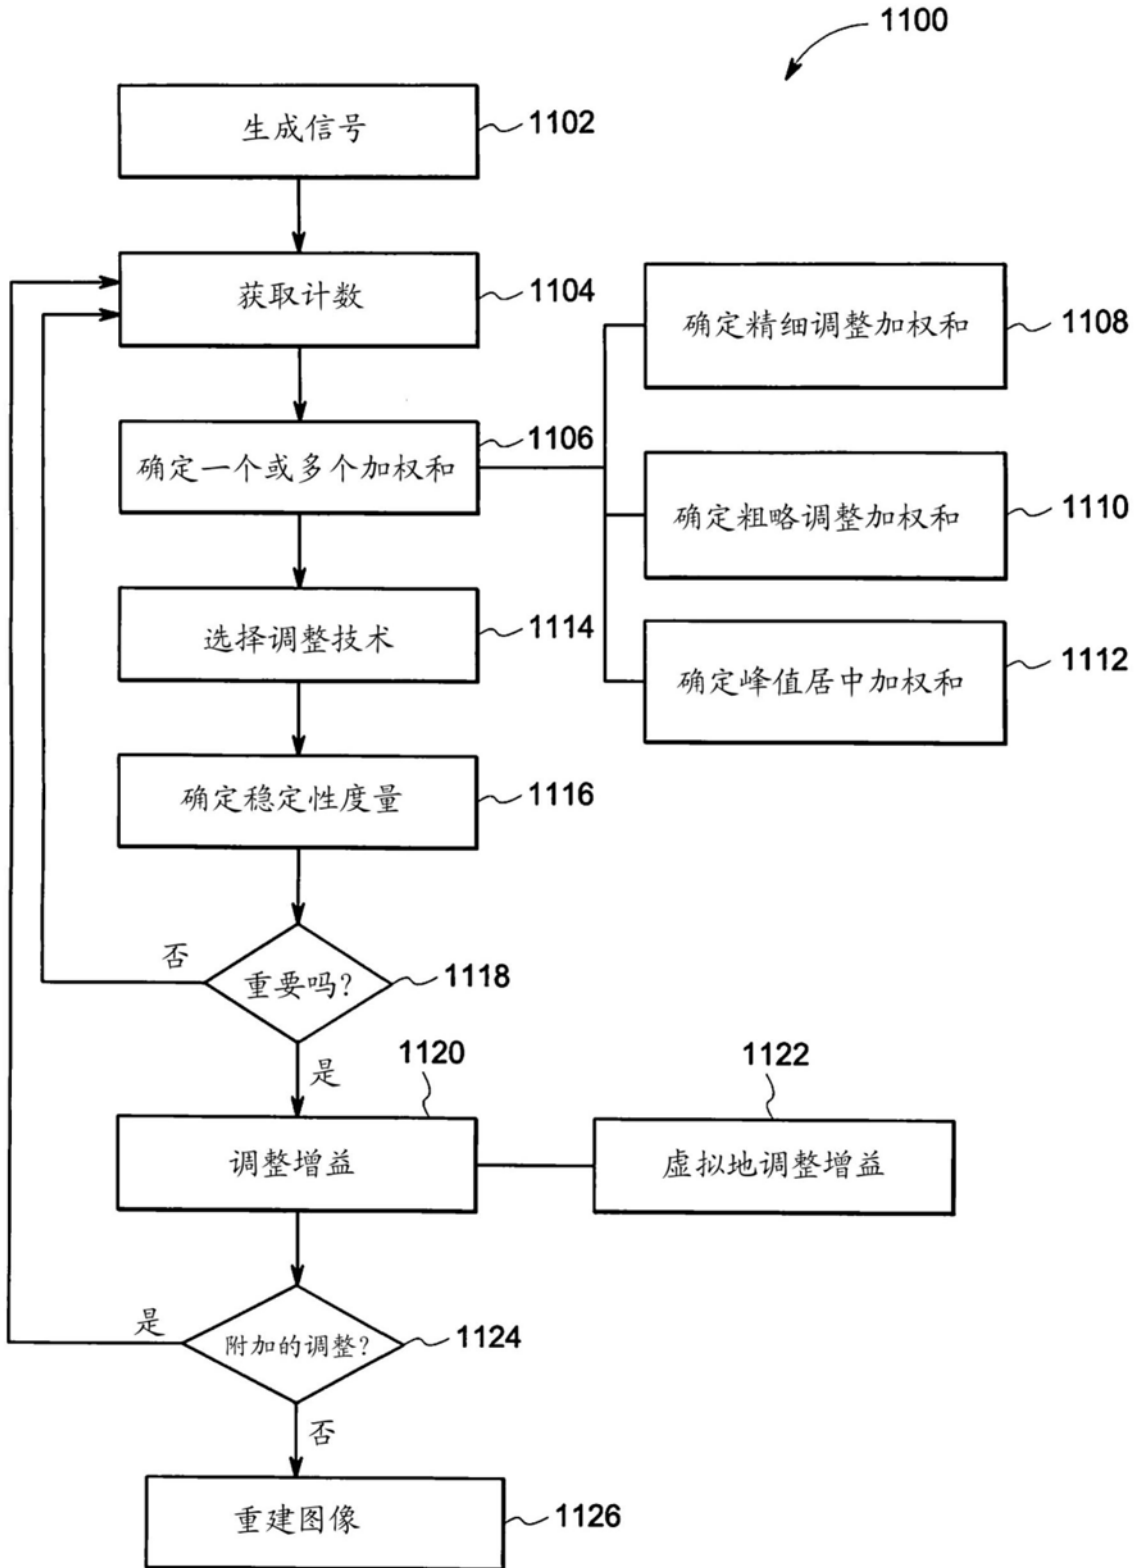 1100
生成信号
1102
获取计数
1104
确定精细调整加权和
1108
确定一个或多个加权和
1106
确定粗略调整加权和
1110
选择调整技术
1114
确定峰值居中加权和
1112
确定稳定性度量
1116
否
重要吗?
1118
是
1120
1122
调整增益
虚拟地调整增益
是
附加的调整?
1124
否
重建图像
1126